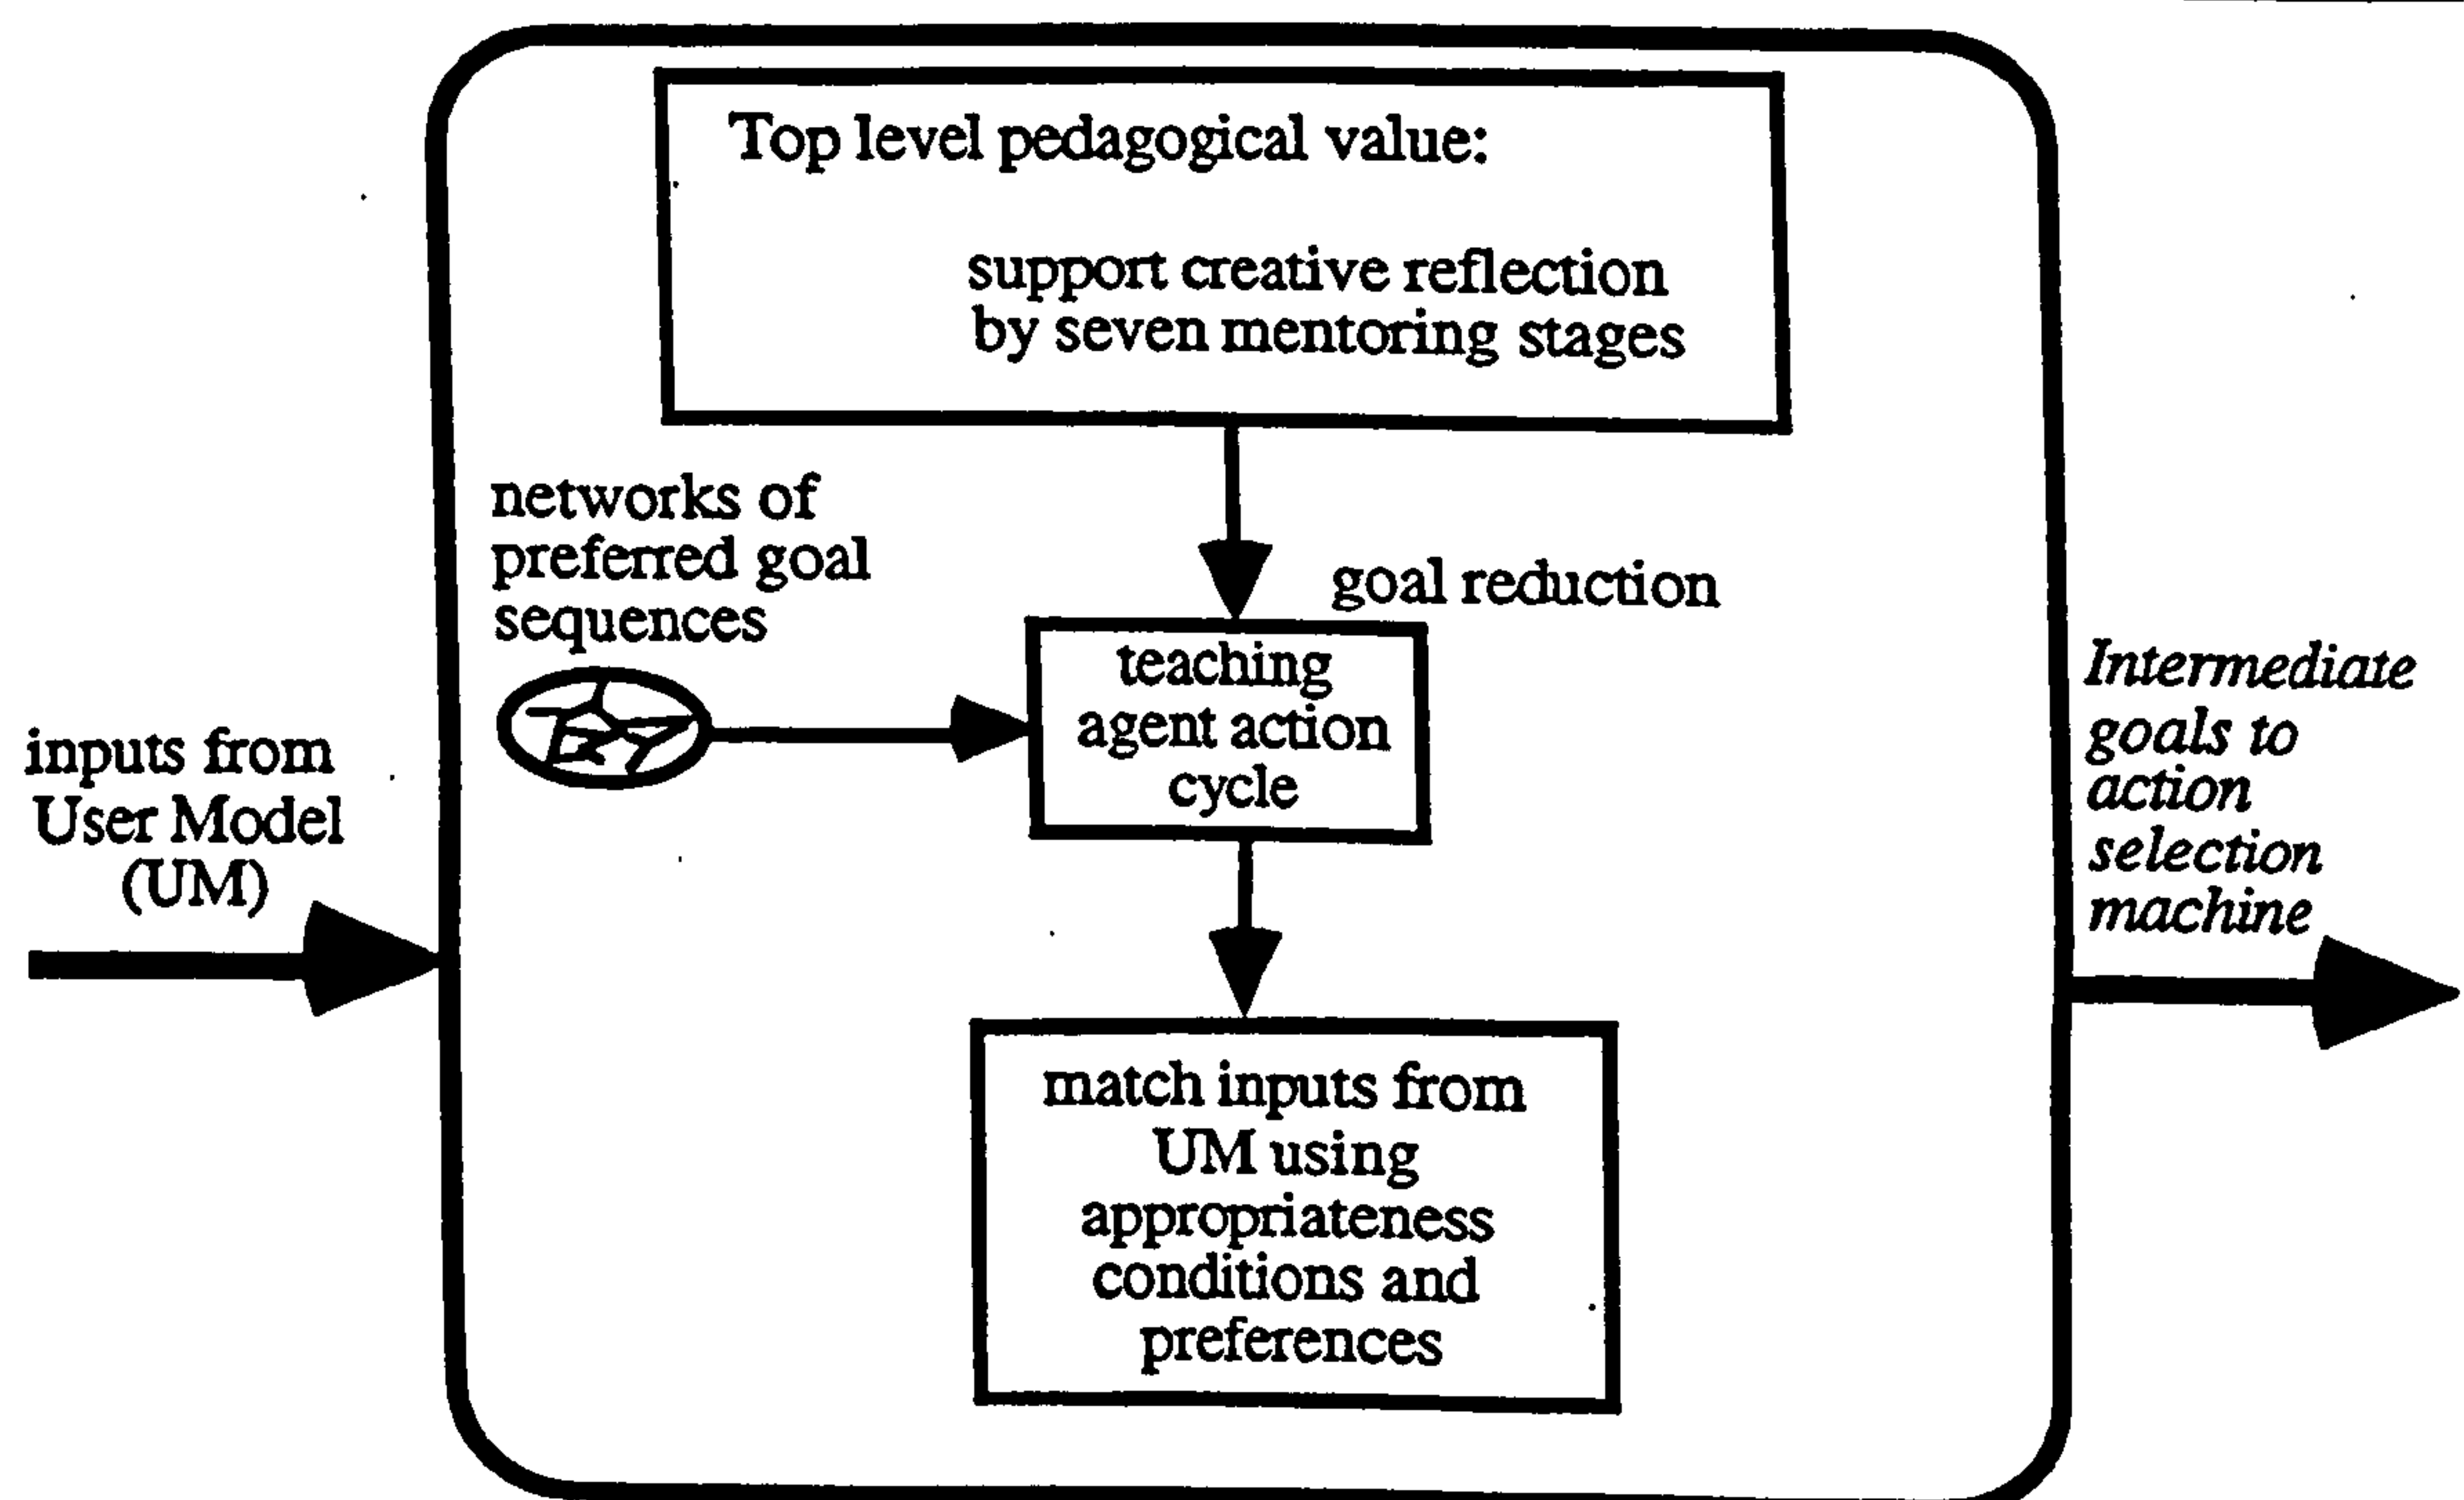 Top level pedagogical value:
support creative reflection
by seven mentoring stages
networks of
preferred goal
sequences
goal reduction
teaching
agent action
cycle
inputs from
User Model
(UM)
Intermediate
goals to
action
selection
machine
match inputs from
UM using
appropriateness
conditions and
preferences